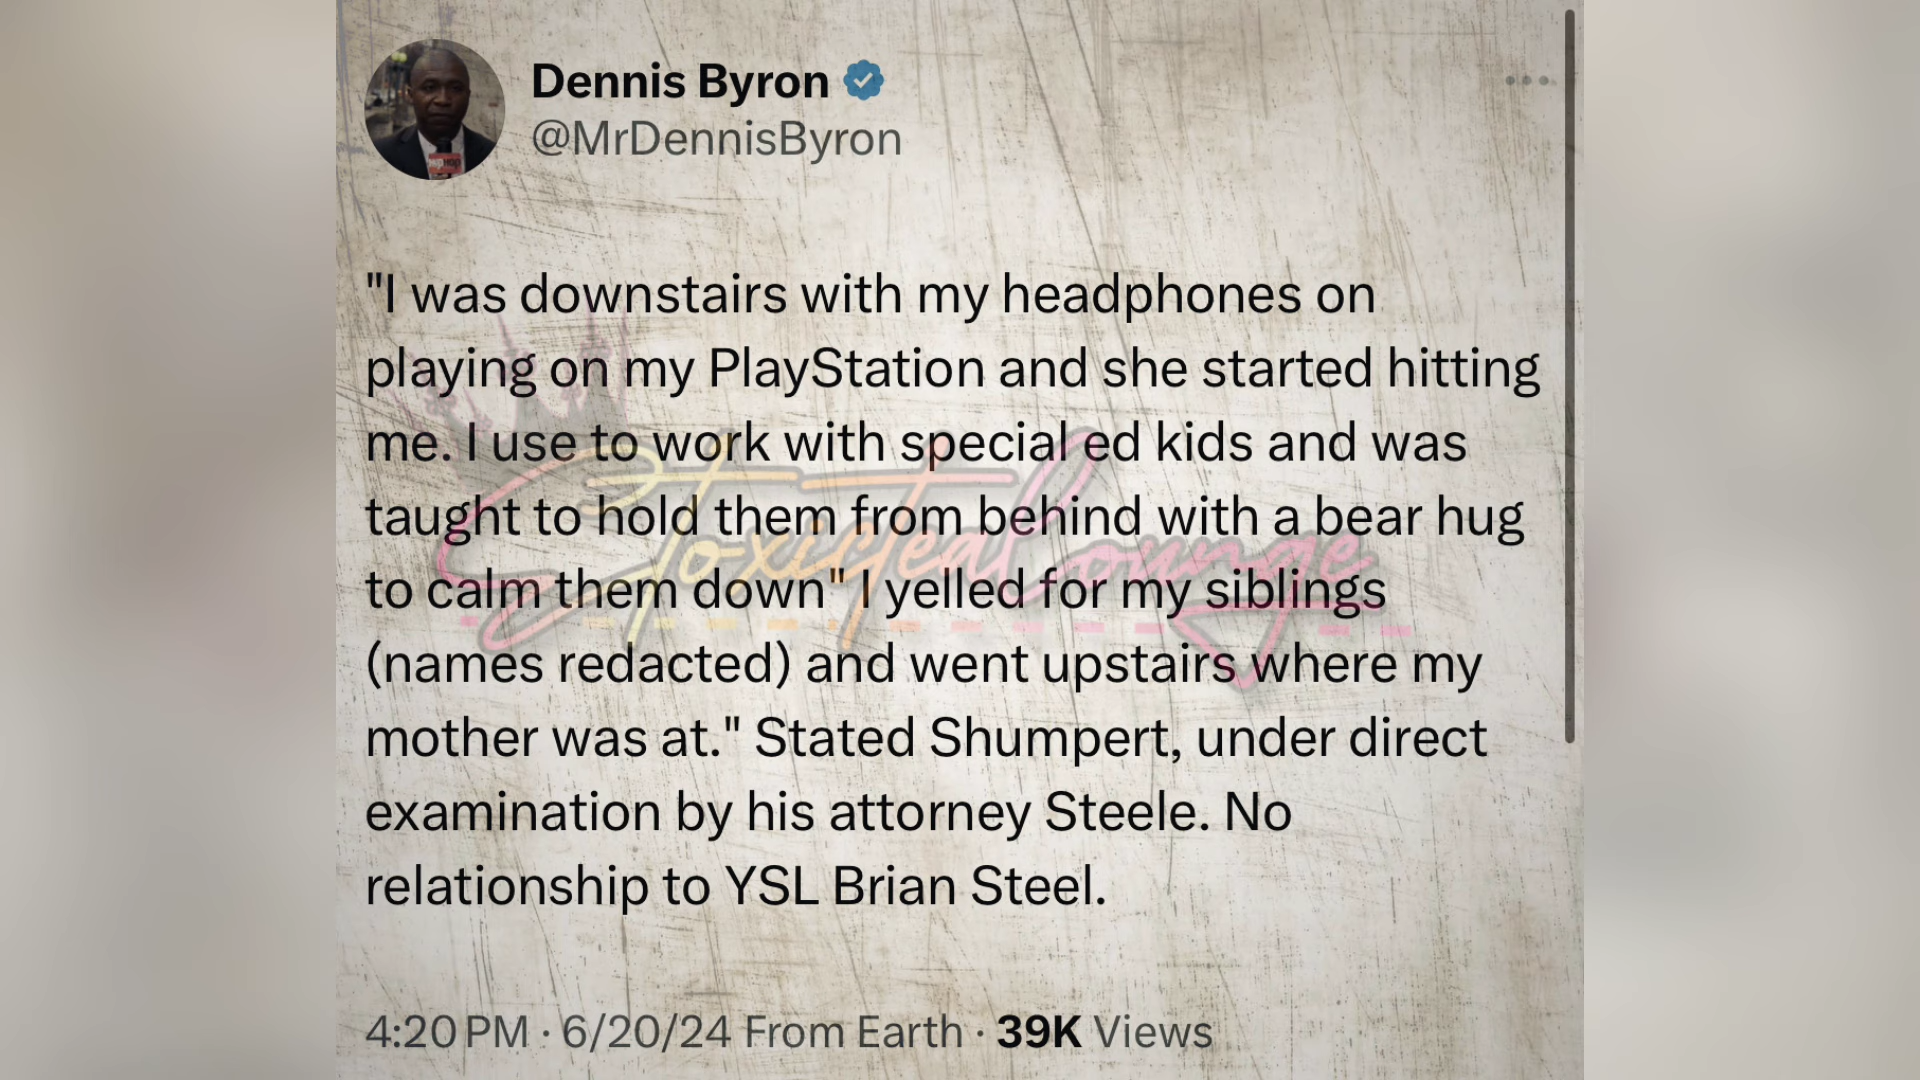 Dennis Byron
@MrDennisByron
"I was downstairs with my headphones on
playing on my PlayStation and she started hitting
me. I use to work with special ed kids and was
taught to hold them from behind with a bear hug
to calm them down" I yelled for my siblings
(names redacted) and went upstairs where my
mother was at." Stated Shumpert, under direct
examination by his attorney Steele. No
relationship to YSL Brian Steel.
ToxicteaLounge
4:20 PM · 6/20/24 From Earth · 39K Views